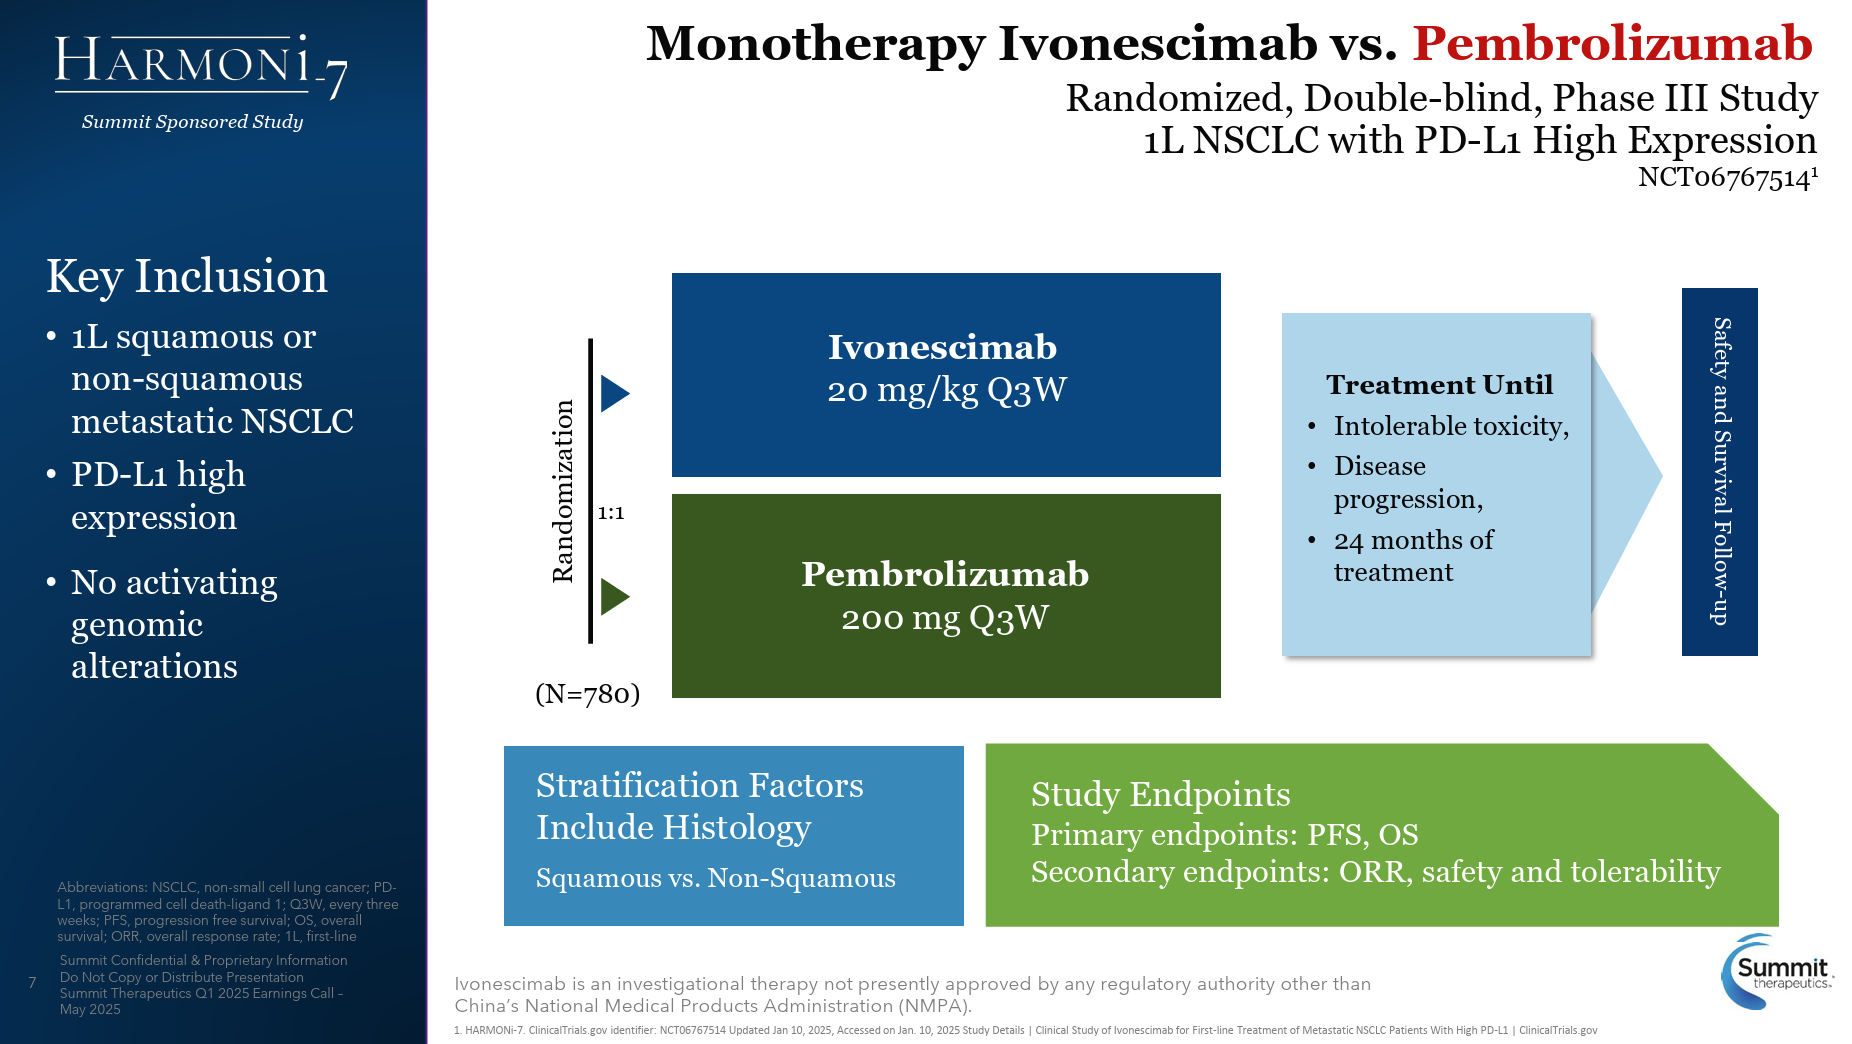 HARMONi-7
Summit Sponsored Study
Key Inclusion
• 1L squamous or
non-squamous
metastatic NSCLC
• PD-L1 high
expression
• No activating
genomic
alterations
Abbreviations: NSCLC, non-small cell lung cancer; PD-
L1, programmed cell death-ligand 1; Q3W, every three
weeks; PFS, progression free survival; OS, overall
survival; ORR, overall response rate; 1L, first-line
7
Summit Confidential & Proprietary Information
Do Not Copy or Distribute Presentation
Summit Therapeutics Q1 2025 Earnings Call –
May 2025
Monotherapy Ivonescimab vs. Pembrolizumab
Randomized, Double-blind, Phase III Study
1L NSCLC with PD-L1 High Expression
NCT06767514¹
Randomization
1:1
(N=780)
Ivonescimab
20 mg/kg Q3W
Pembrolizumab
200 mg Q3W
Treatment Until
• Intolerable toxicity,
• Disease
progression,
• 24 months of
treatment
Safety and Survival Follow-up
Stratification Factors
Include Histology
Squamous vs. Non-Squamous
Study Endpoints
Primary endpoints: PFS, OS
Secondary endpoints: ORR, safety and tolerability
Ivonescimab is an investigational therapy not presently approved by any regulatory authority other than
China’s National Medical Products Administration (NMPA).
1. HARMONi-7. ClinicalTrials.gov identifier: NCT06767514 Updated Jan 10, 2025, Accessed on Jan. 10, 2025 Study Details | Clinical Study of Ivonescimab for First-line Treatment of Metastatic NSCLC Patients With High PD-L1 | ClinicalTrials.gov
Summit
therapeutics